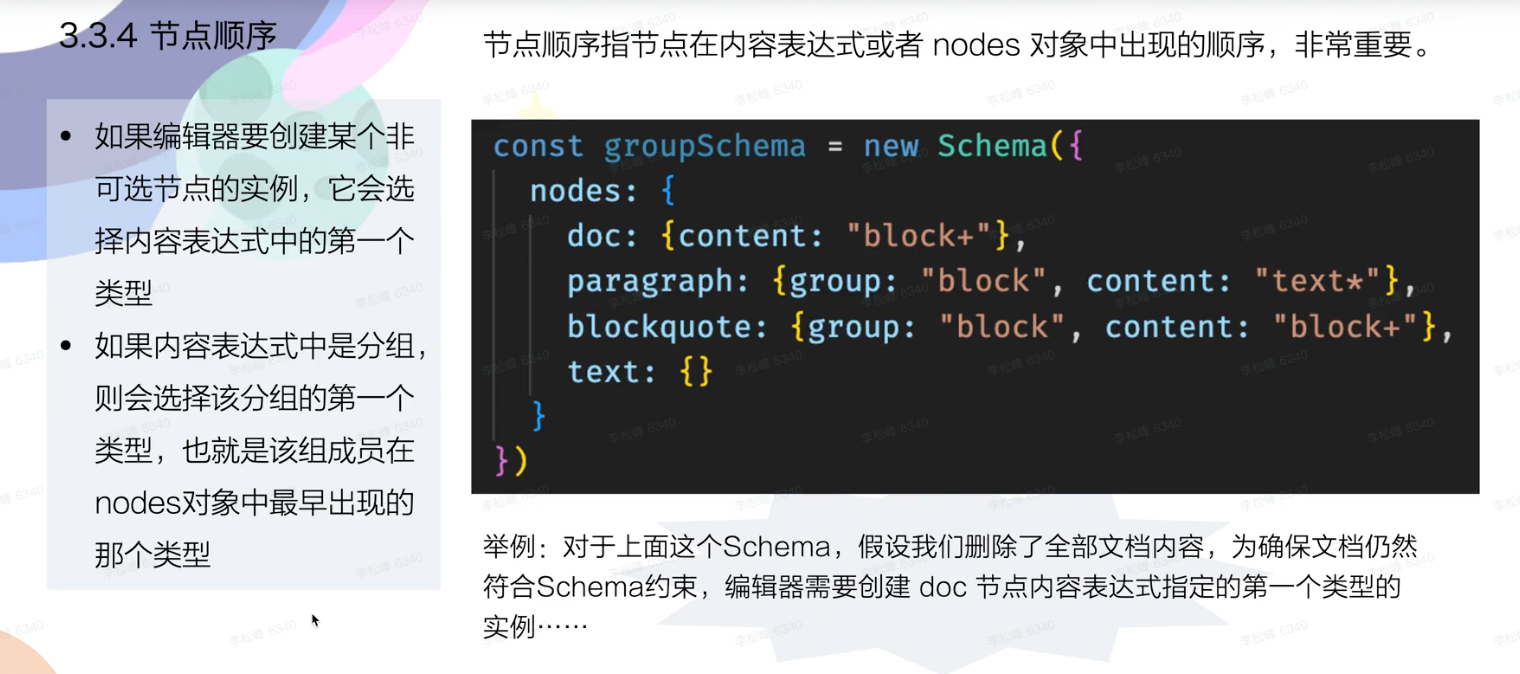 3.3.4 节点顺序
如果编辑器要创建某个非
可选节点的实例，它会选
择内容表达式中的第一个
类型
如果内容表达式中是分组，
则会选择该分组的第一个
类型，也就是该组成员在
nodes对象中最早出现的
那个类型
节点顺序指节点在内容表达式或者 nodes 对象中出现的顺序，非常重要。
const groupSchema = new Schema({
nodes: {
doc: {content: "block+"},
paragraph: {group: "block", content: "text*"},
blockquote: {group: "block", content: "block+"},
text: {}
}
})
举例：对于上面这个Schema，假设我们删除了全部文档内容，为确保文档仍然
符合Schema约束，编辑器需要创建 doc 节点内容表达式指定的第一个类型的
实例……
李松峰 6340